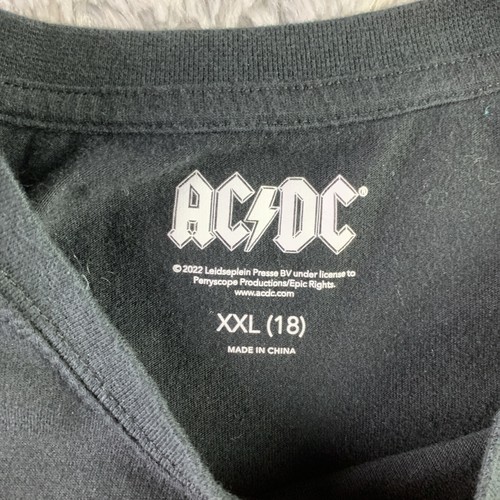 AC⚡DC®
© 2022 Leidseplein Presse BV under license to
Perryscope Productions/Epic Rights.
www.acdc.com
XXL (18)
MADE IN CHINA